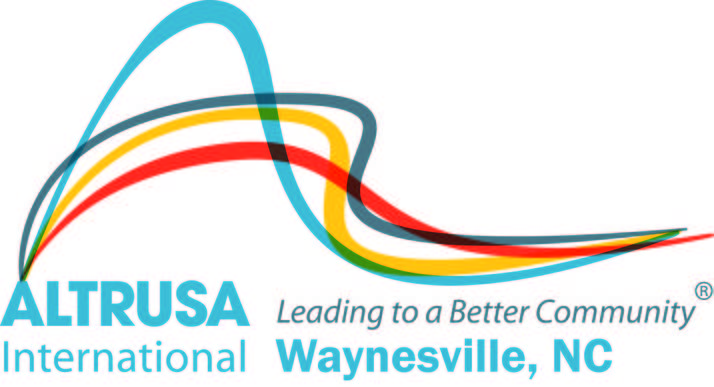 ALTRUSA
International
Leading to a Better Community®
Waynesville, NC